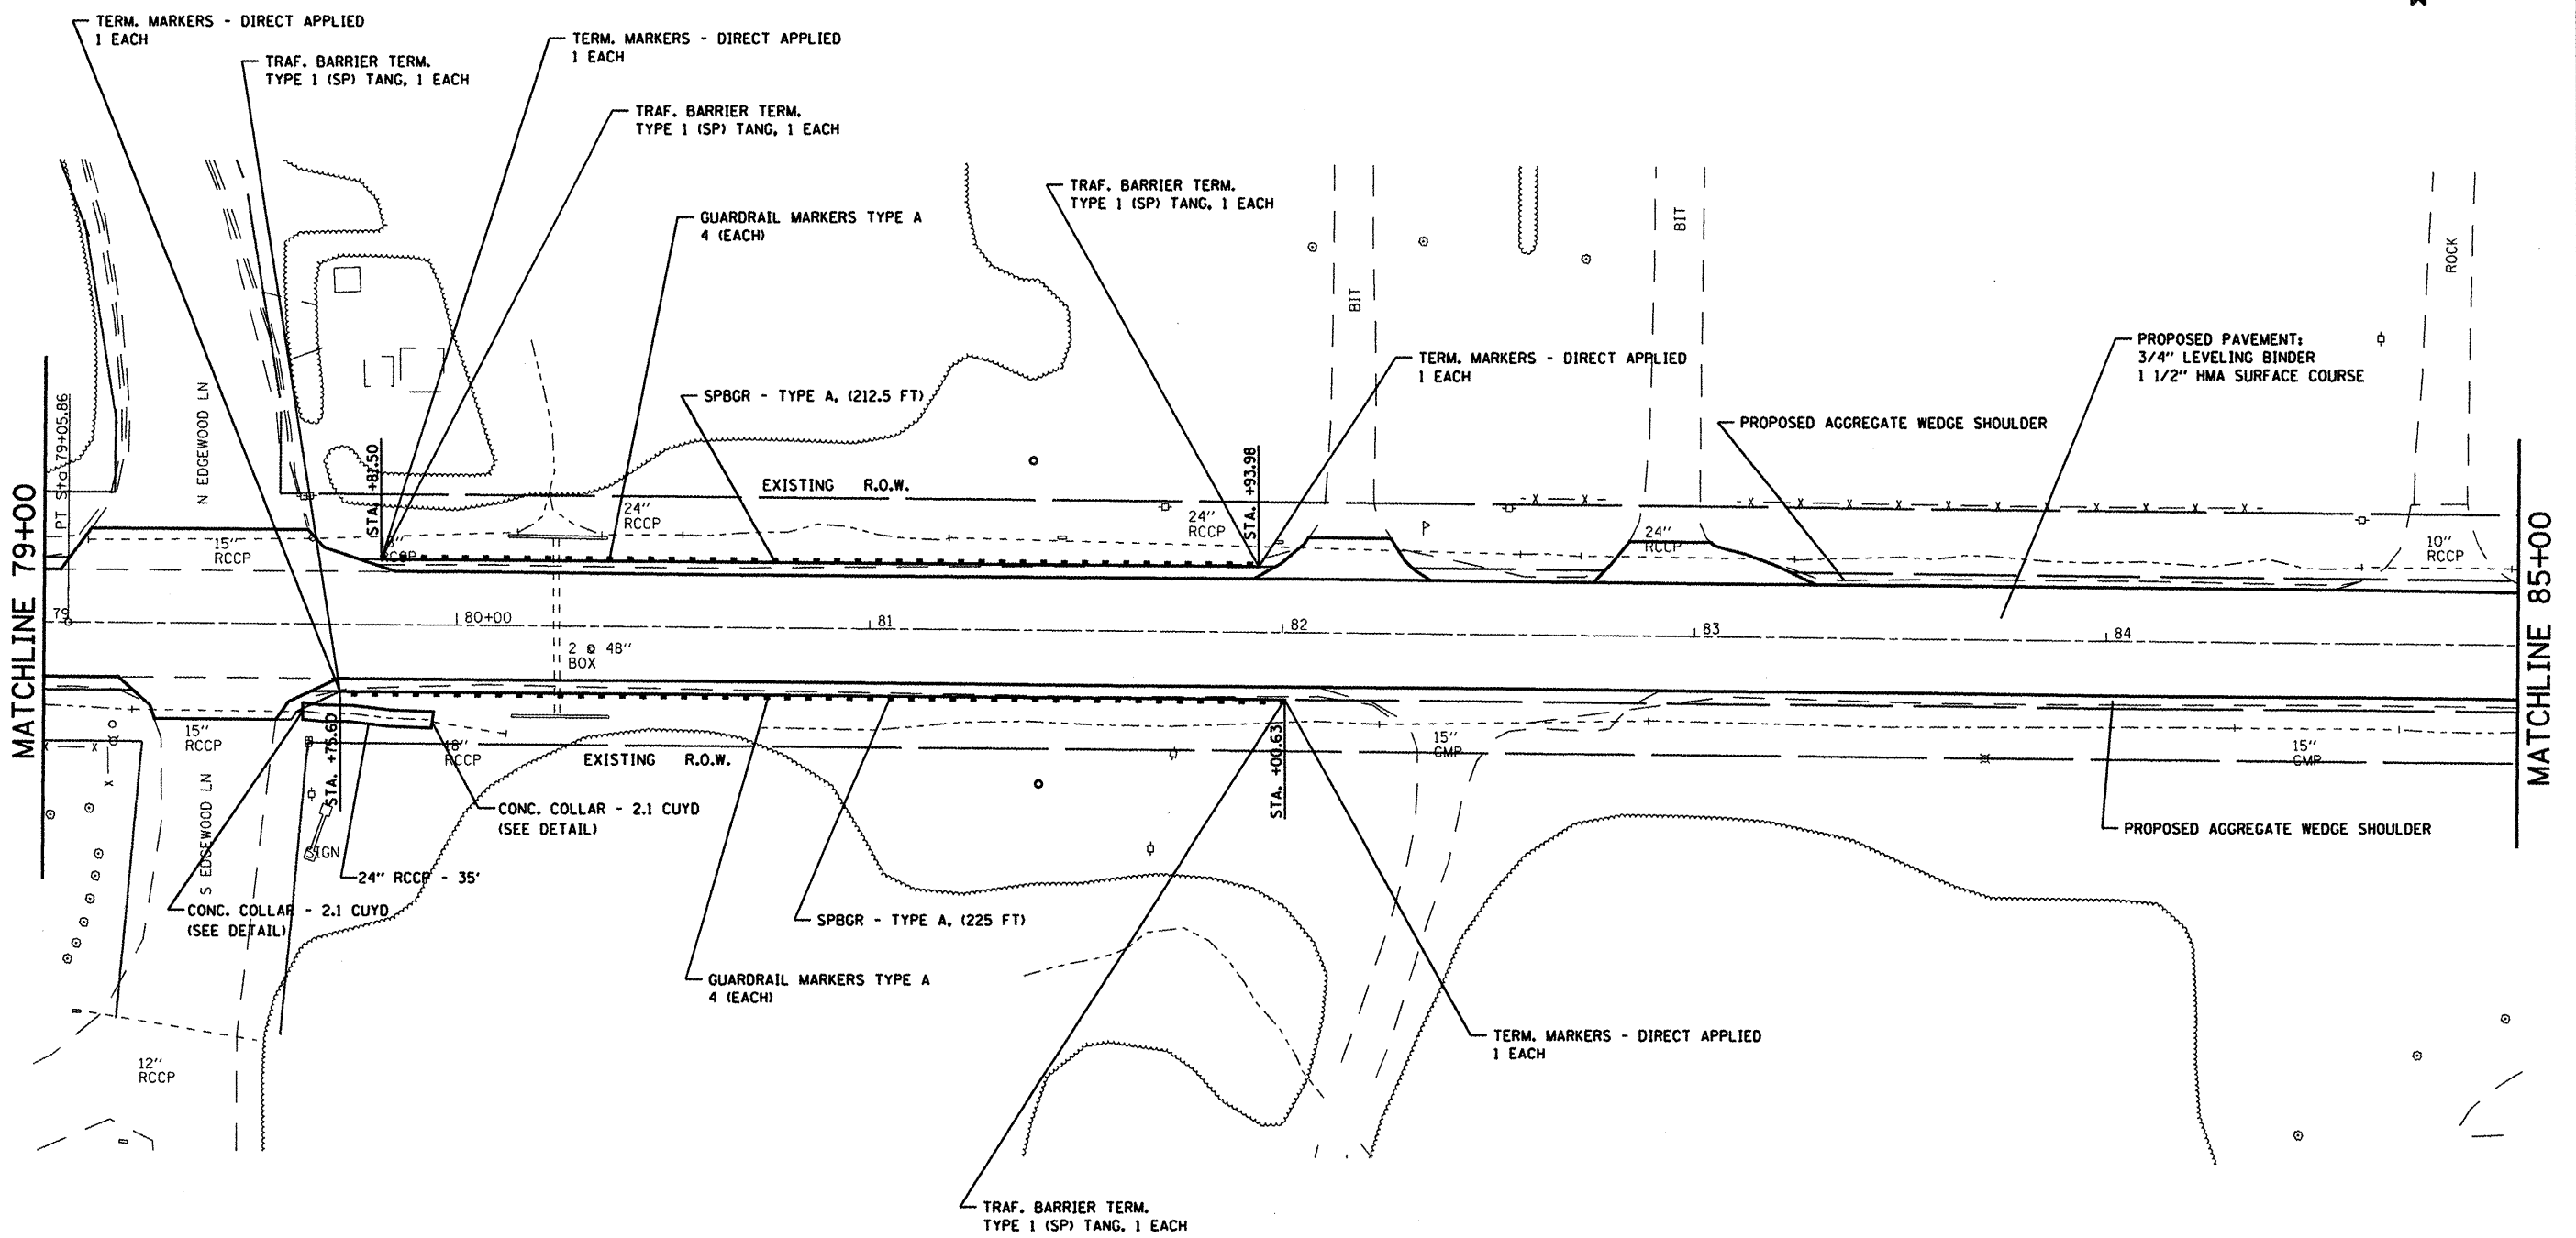 TERM. MARKERS - DIRECT APPLIED
1 EACH
TRAF. BARRIER TERM.
TYPE 1 (SP) TANG, 1 EACH
TERM. MARKERS - DIRECT APPLIED
1 EACH
TRAF. BARRIER TERM.
TYPE 1 (SP) TANG, 1 EACH
TRAF. BARRIER TERM.
TYPE 1 (SP) TANG, 1 EACH
GUARDRAIL MARKERS TYPE A
4 (EACH)
BIT
BIT
ROCK
PROPOSED PAVEMENT:
3/4" LEVELING BINDER
1 1/2" HMA SURFACE COURSE
TERM. MARKERS - DIRECT APPLIED
1 EACH
SPBGR - TYPE A, (212.5 FT)
PROPOSED AGGREGATE WEDGE SHOULDER
PT Sta 79+05.86
N EDGEWOOD LN
STA. +81.50
STA. +93.98
EXISTING R.O.W.
MATCHLINE 79+00
15"
RCCP
RCCP
24"
RCCP
24"
RCCP
24"
RCCP
10"
RCCP
MATCHLINE 85+00
79
80+00
81
82
83
84
2 @ 48"
BOX
15"
RCCP
STA. +75.60
18"
RCCP
EXISTING R.O.W.
STA. +00.63
15"
CMP
15"
CMP
S EDGEWOOD LN
SIGN
CONC. COLLAR - 2.1 CUYD
(SEE DETAIL)
PROPOSED AGGREGATE WEDGE SHOULDER
24" RCCP - 35'
CONC. COLLAR - 2.1 CUYD
(SEE DETAIL)
SPBGR - TYPE A, (225 FT)
GUARDRAIL MARKERS TYPE A
4 (EACH)
TERM. MARKERS - DIRECT APPLIED
1 EACH
12"
RCCP
TRAF. BARRIER TERM.
TYPE 1 (SP) TANG, 1 EACH